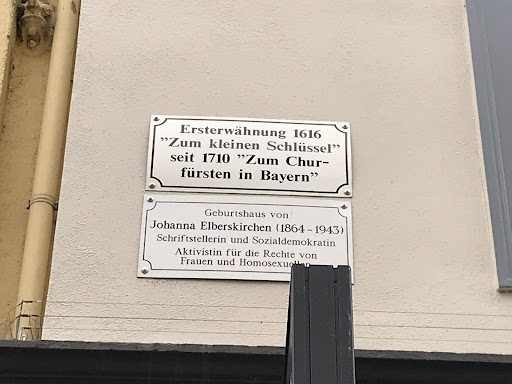 Ersterwähnung 1616
"Zum kleinen Schlüssel"
seit 1710 "Zum Chur-
fürsten in Bayern"
Geburtshaus von
Johanna Elberskirchen (1864-1943)
Schriftstellerin und Sozialdemokratin
Aktivistin für die Rechte von
Frauen und Homosexuellen